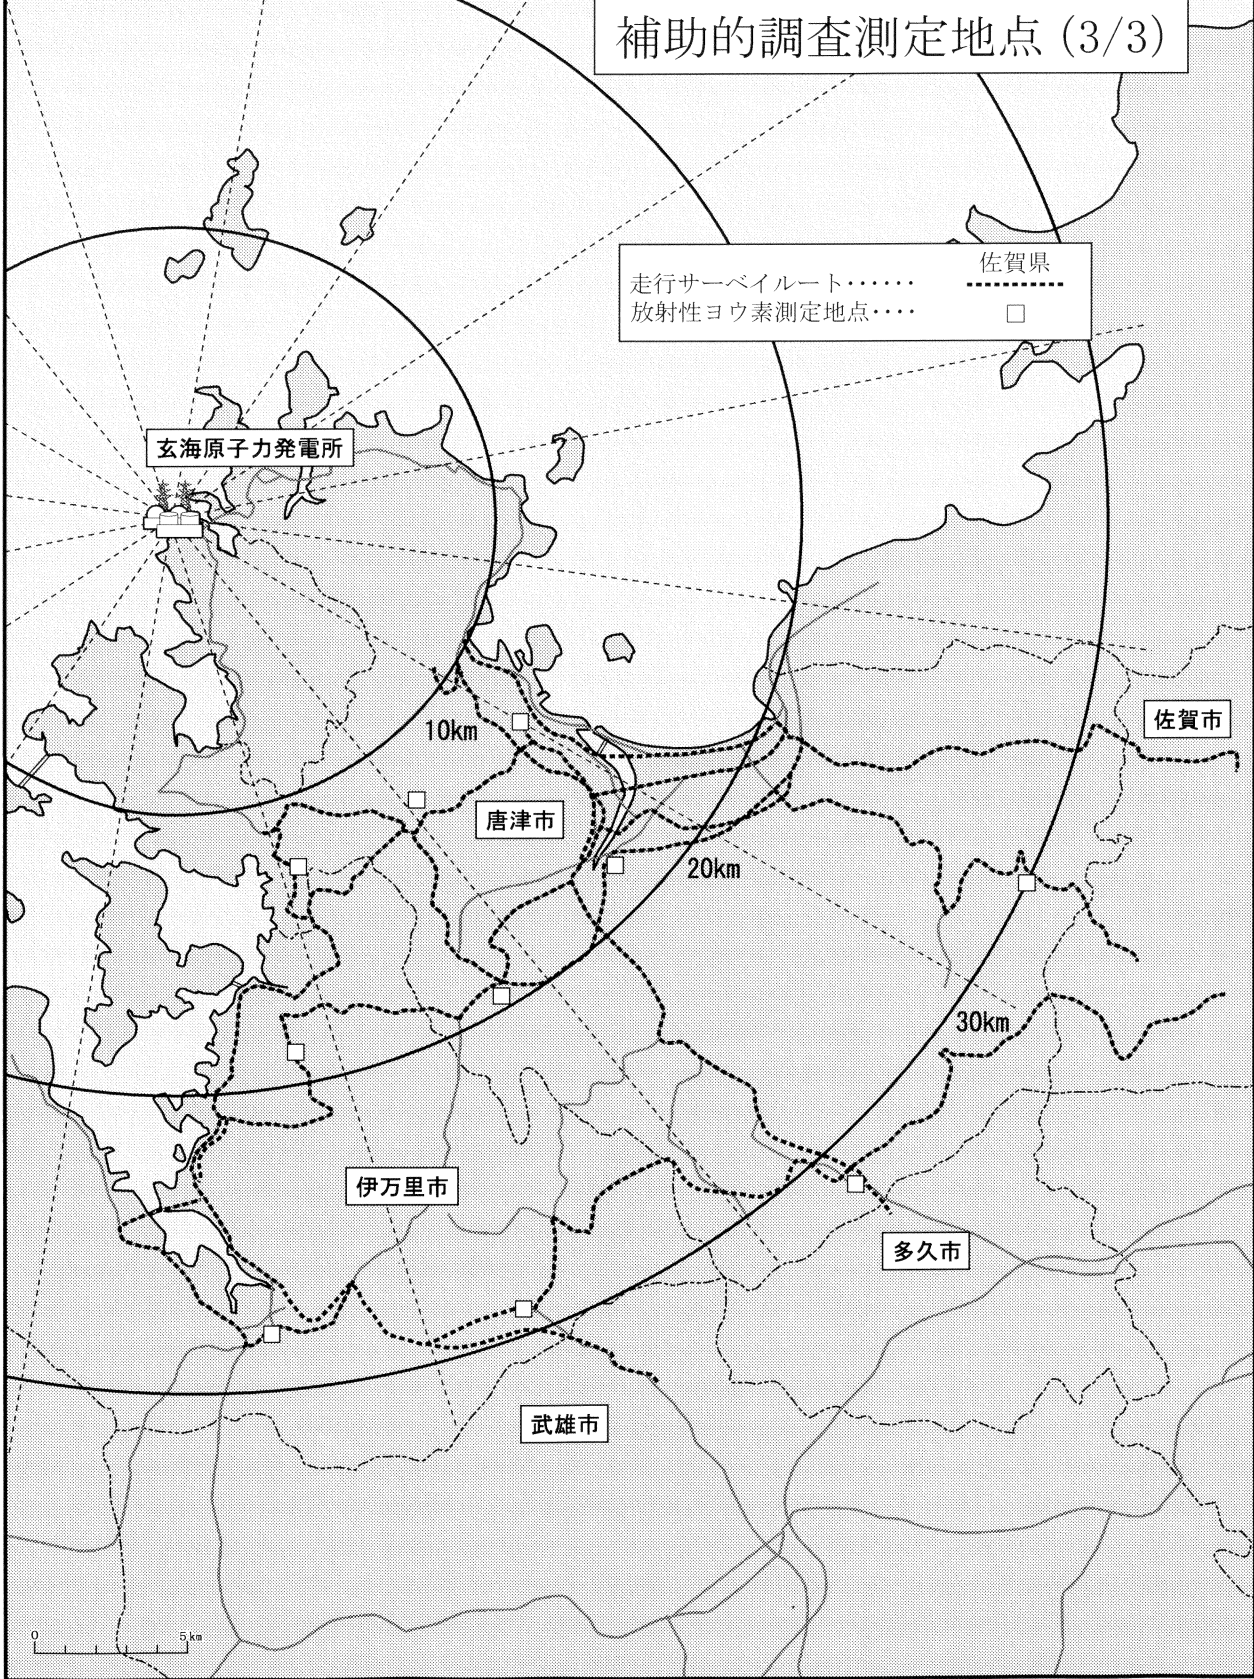 補助的調査測定地点 (3/3)
佐賀県
走行サーベイルート・・・・・・
放射性ヨウ素測定地点・・・・ □
玄海原子力発電所
佐賀市
10km
唐津市
20km
30km
伊万里市
多久市
武雄市
0 5km